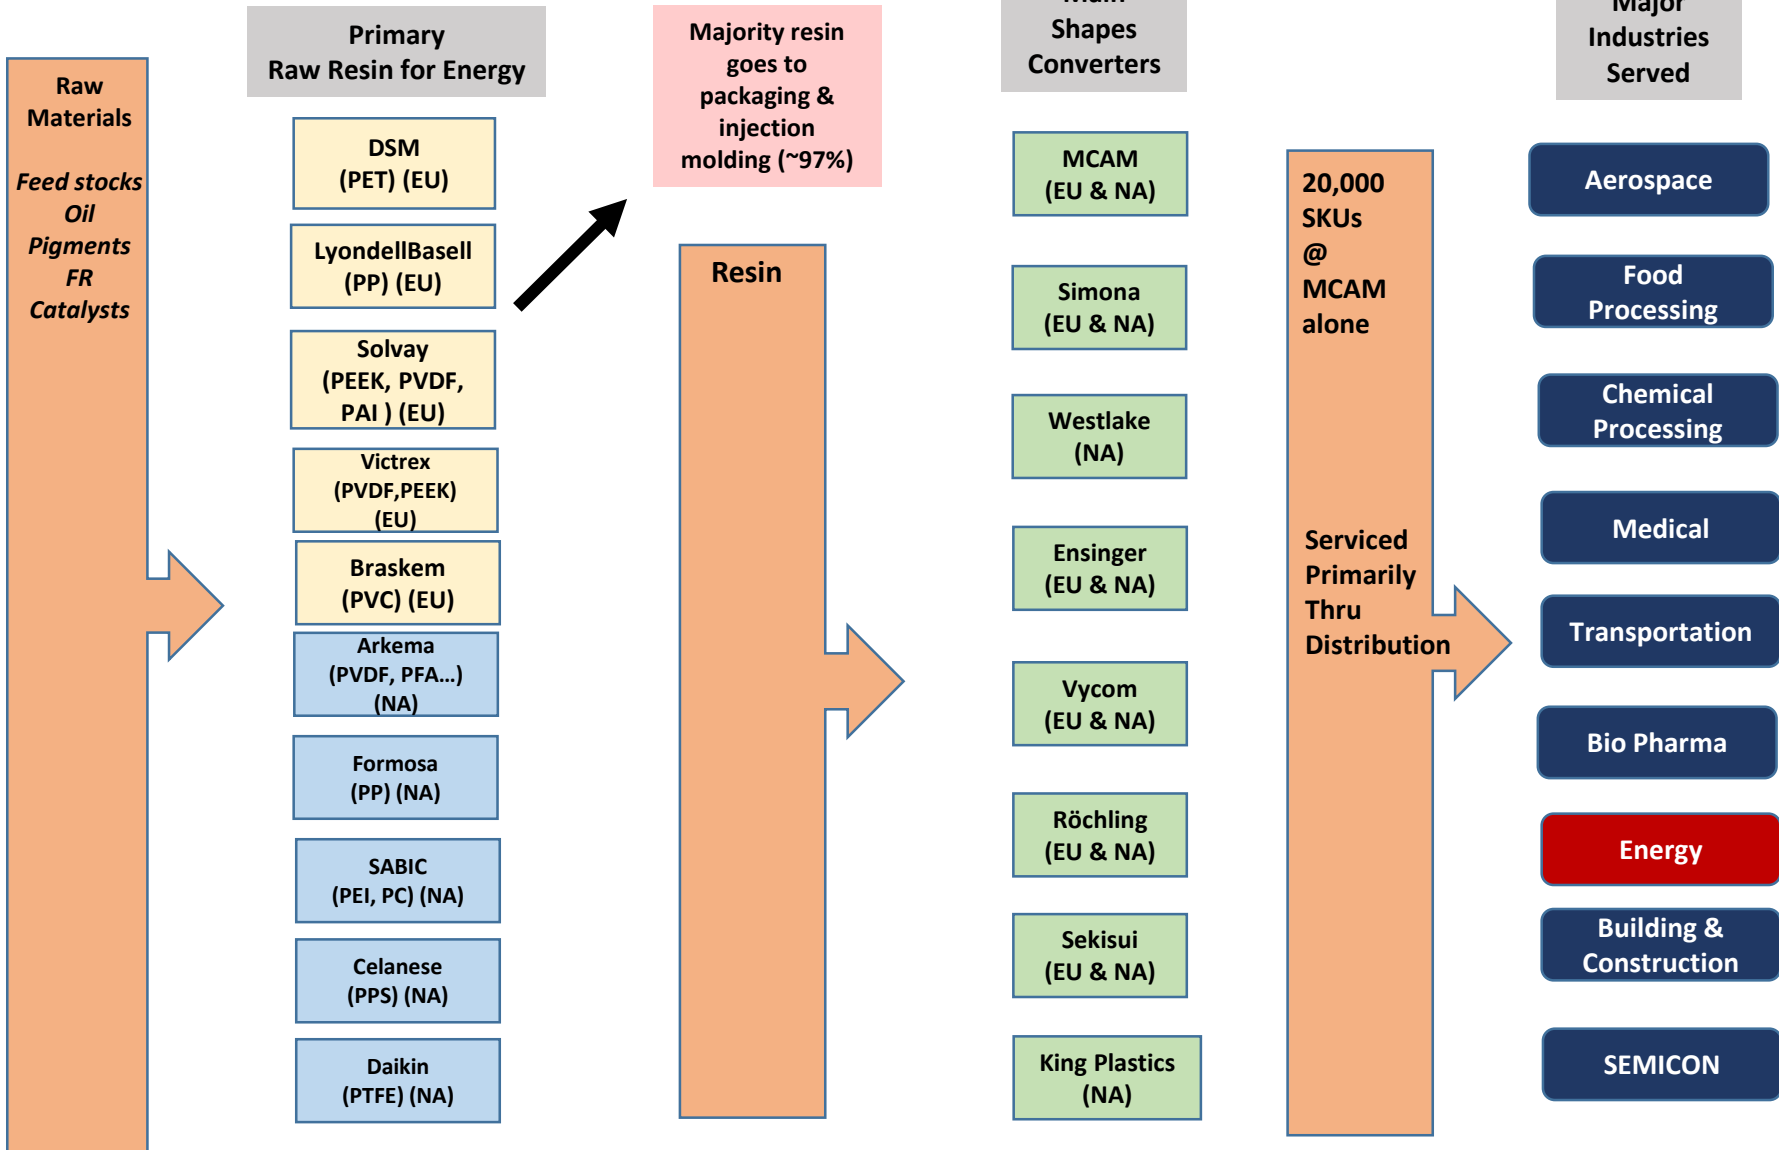 Raw
Materials
Feed stocks
Oil
Pigments
FR
Catalysts
Primary
Raw Resin for Energy
DSM
(PET) (EU)
LyondellBasell
(PP) (EU)
Solvay
(PEEK, PVDF,
PAI ) (EU)
Victrex
(PVDF,PEEK)
(EU)
Braskem
(PVC) (EU)
Arkema
(PVDF, PFA...)
(NA)
Formosa
(PP) (NA)
SABIC
(PEI, PC) (NA)
Celanese
(PPS) (NA)
Daikin
(PTFE) (NA)
Majority resin
goes to
packaging &
injection
molding (~97%)
Resin
Main
Shapes
Converters
MCAM
(EU & NA)
Simona
(EU & NA)
Westlake
(NA)
Ensinger
(EU & NA)
Vycom
(EU & NA)
Röchling
(EU & NA)
Sekisui
(EU & NA)
King Plastics
(NA)
20,000
SKUs
@
MCAM
alone
Serviced
Primarily
Thru
Distribution
Major
Industries
Served
Aerospace
Food
Processing
Chemical
Processing
Medical
Transportation
Bio Pharma
Energy
Building &
Construction
SEMICON